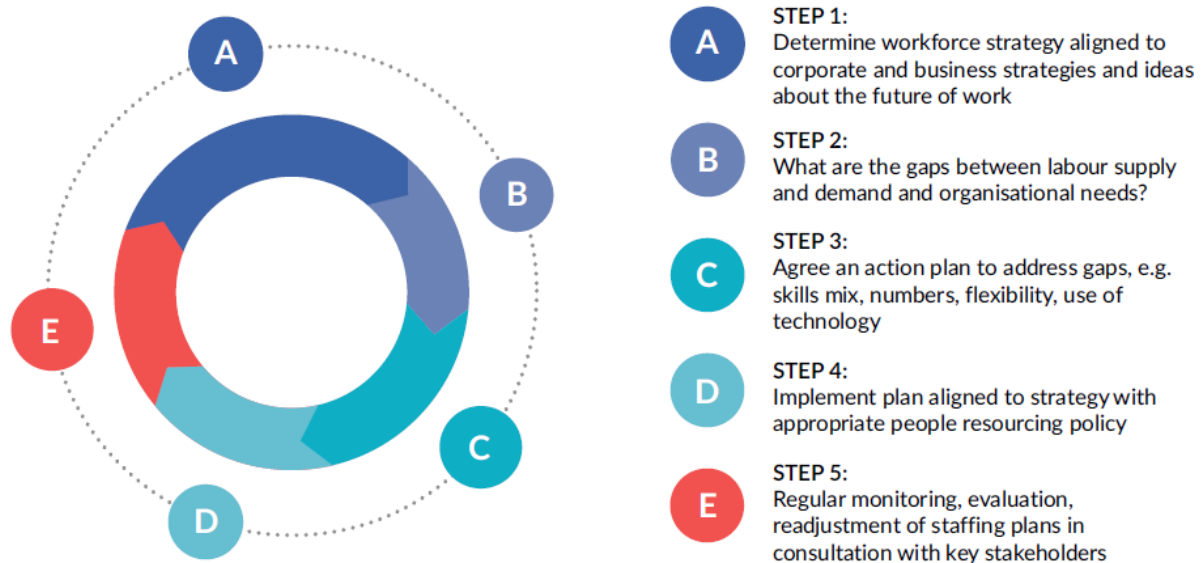 A
B
C
D
E
A
STEP 1:
Determine workforce strategy aligned to
corporate and business strategies and ideas
about the future of work
B
STEP 2:
What are the gaps between labour supply
and demand and organisational needs?
C
STEP 3:
Agree an action plan to address gaps, e.g.
skills mix, numbers, flexibility, use of
technology
D
STEP 4:
Implement plan aligned to strategy with
appropriate people resourcing policy
E
STEP 5:
Regular monitoring, evaluation,
readjustment of staffing plans in
consultation with key stakeholders